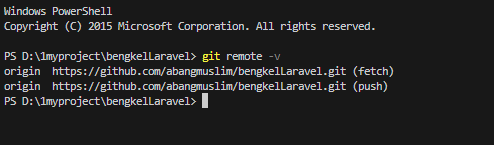 Windows PowerShell
Copyright (C) 2015 Microsoft Corporation. All rights reserved.
PS D:\1myproject\bengkelLaravel> git remote -v
origin  https://github.com/abangmuslim/bengkelLaravel.git (fetch)
origin  https://github.com/abangmuslim/bengkelLaravel.git (push)
PS D:\1myproject\bengkelLaravel>